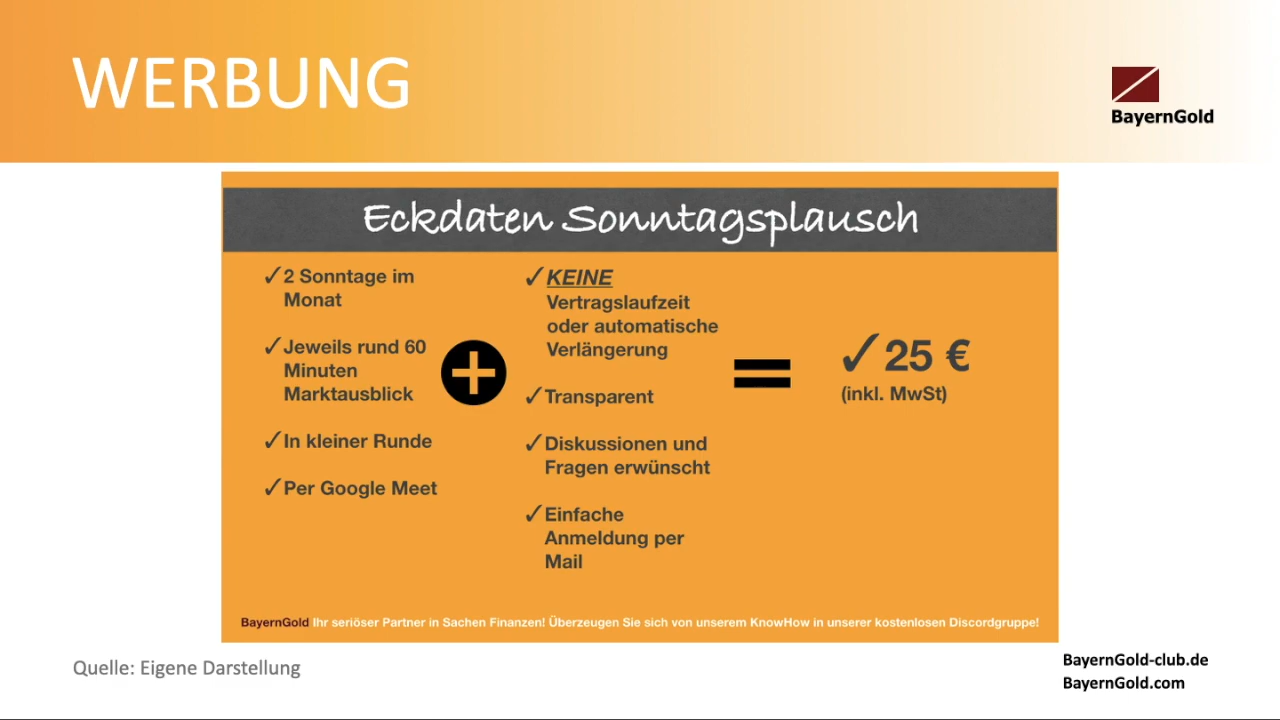 WERBUNG
BayernGold
Eckdaten Sonntagsplausch
✓2 Sonntage im
Monat
✓Jeweils rund 60
Minuten
Marktausblick
✓In kleiner Runde
✓Per Google Meet
+
✓KEINE
Vertragslaufzeit
oder automatische
Verlängerung
✓Transparent
✓Diskussionen und
Fragen erwünscht
✓Einfache
Anmeldung per
Mail
=
✓25 €
(inkl. MwSt)
BayernGold Ihr seriöser Partner in Sachen Finanzen! Überzeugen Sie sich von unserem KnowHow in unserer kostenlosen Discordgruppe!
Quelle: Eigene Darstellung
BayernGold-club.de
BayernGold.com